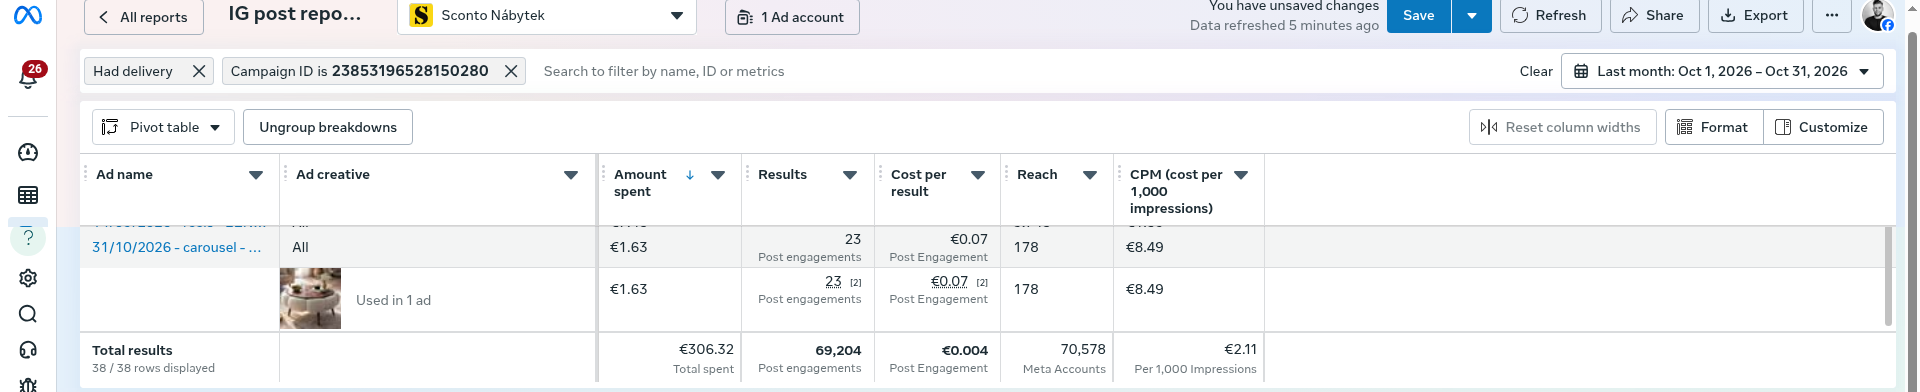 All reports
IG post repo...
Sconto Nábytek
1 Ad account
You have unsaved changes
Data refreshed 5 minutes ago
Save
Refresh
Share
Export
26
Had delivery
Campaign ID is 23853196528150280
Search to filter by name, ID or metrics
Clear
Last month: Oct 1, 2026 – Oct 31, 2026
Pivot table
Ungroup breakdowns
Reset column widths
Format
Customize
Ad name
Ad creative
Amount spent
Results
Cost per result
Reach
CPM (cost per 1,000 impressions)
31/10/2026 - carousel - ...
All
€1.63
23
Post engagements
€0.07
Post Engagement
178
€8.49
Used in 1 ad
€1.63
23 [2]
Post engagements
€0.07 [2]
Post Engagement
178
€8.49
Total results
38 / 38 rows displayed
€306.32
Total spent
69,204
Post engagements
€0.004
Post Engagement
70,578
Meta Accounts
€2.11
Per 1,000 Impressions